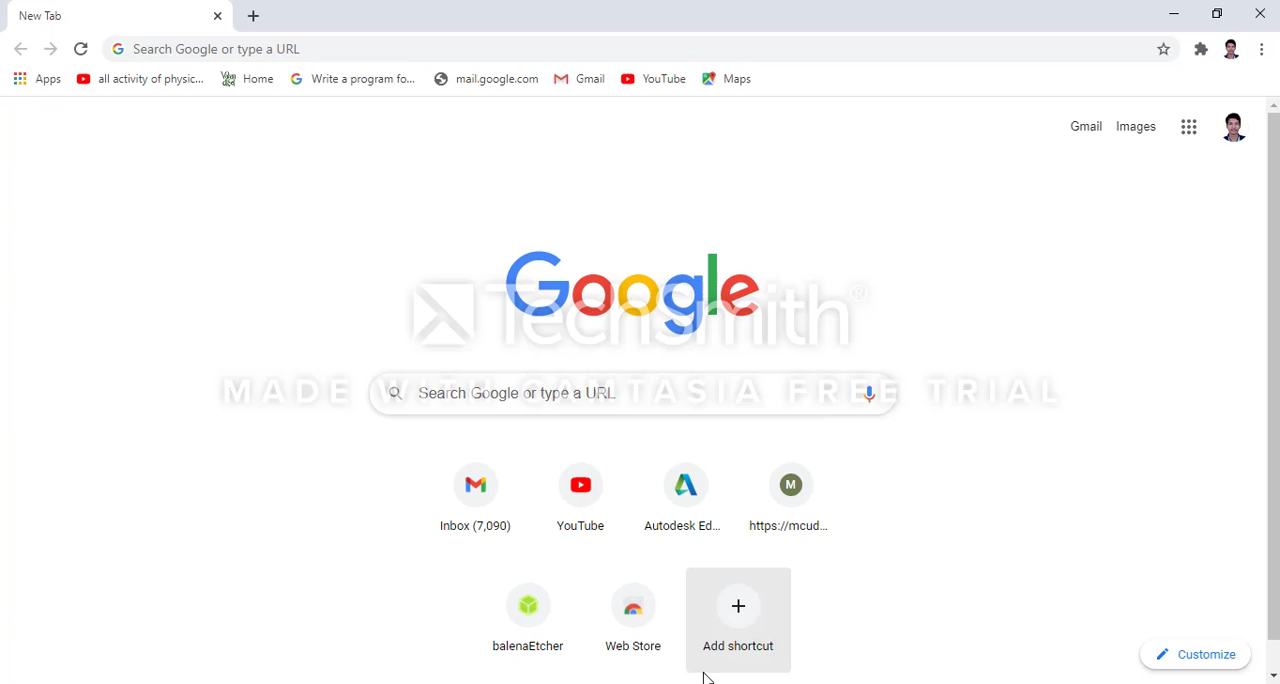 New Tab
Search Google or type a URL
Apps all activity of physic... Home Write a program fo... mail.google.com Gmail YouTube Maps
Gmail Images
Google
TechSmith®
MADE WITH CAMTASIA FREE TRIAL
Search Google or type a URL
M
Inbox (7,090) YouTube Autodesk Ed... https://mcud...
balenaEtcher Web Store Add shortcut
Customize